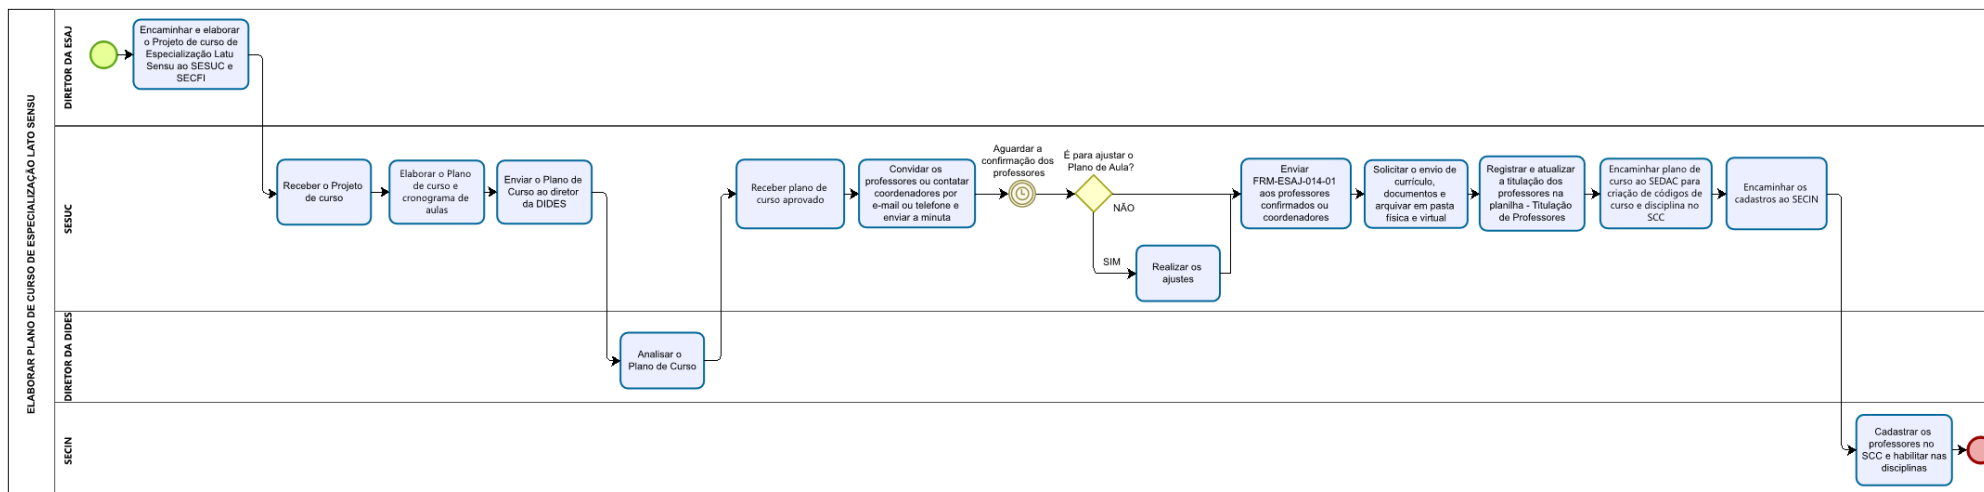 ELABORAR PLANO DE CURSO DE ESPECIALIZAÇÃO LATO SENSU
DIRETOR DA ESAJ
Encaminhar e elaborar
o Projeto de curso de
Especialização Latu
Sensu ao SESUC e
SECFI
SESUC
Receber o Projeto
de curso
Elaborar o Plano
de curso e
cronograma de
aulas
Enviar o Plano de
Curso ao diretor
da DIDES
Receber plano de
curso aprovado
Convidar os
professores ou contatar
coordenadores por
e-mail ou telefone e
enviar a minuta
Aguardar a
confirmação dos
professores
É para ajustar o
Plano de Aula?
NÃO
SIM
Realizar os
ajustes
Enviar
FRM-ESAJ-014-01
aos professores
confirmados ou
coordenadores
Solicitar o envio de
currículo,
documentos e
arquivar em pasta
física e virtual
Registrar e atualizar
a titulação dos
professores na
planilha - Titulação
de Professores
Encaminhar plano de
curso ao SEDAC para
criação de códigos de
curso e disciplina no
SCC
Encaminhar os
cadastros ao SECIN
DIRETOR DA DIDES
Analisar o
Plano de Curso
SECIN
Cadastrar os
professores no
SCC e habilitar nas
disciplinas